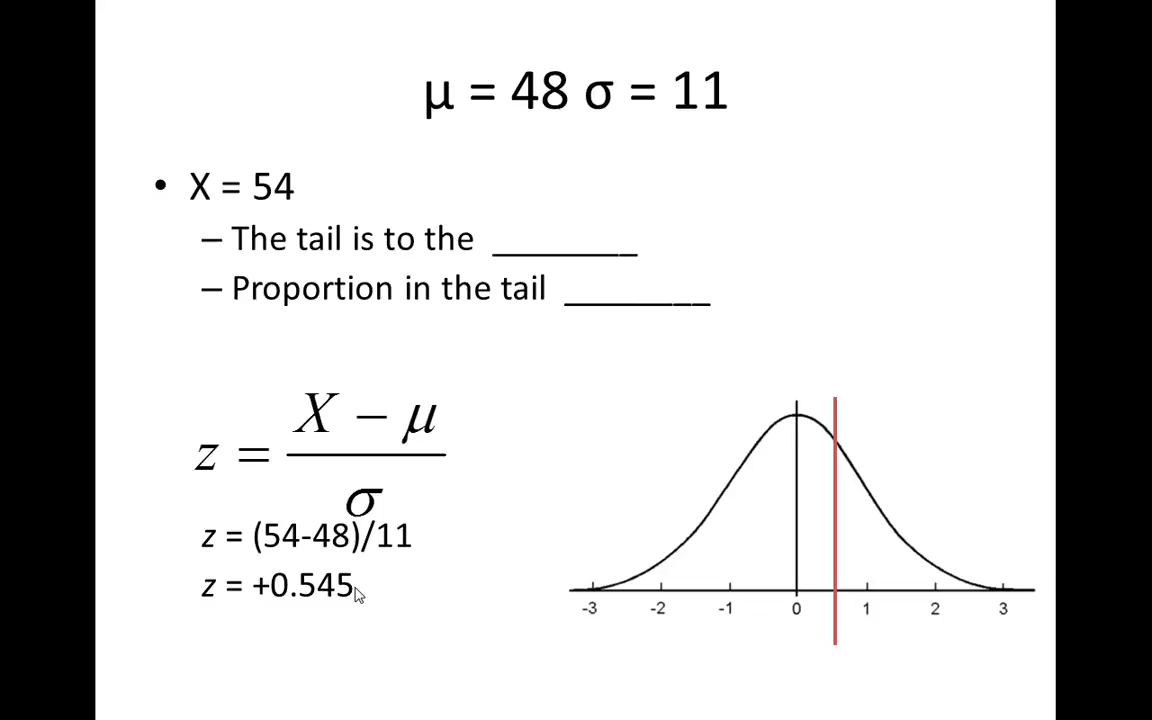 μ = 48 σ = 11
• X = 54
– The tail is to the ________
– Proportion in the tail ________
z = X − μ / σ
z = (54-48)/11
z = +0.545
-3 -2 -1 0 1 2 3